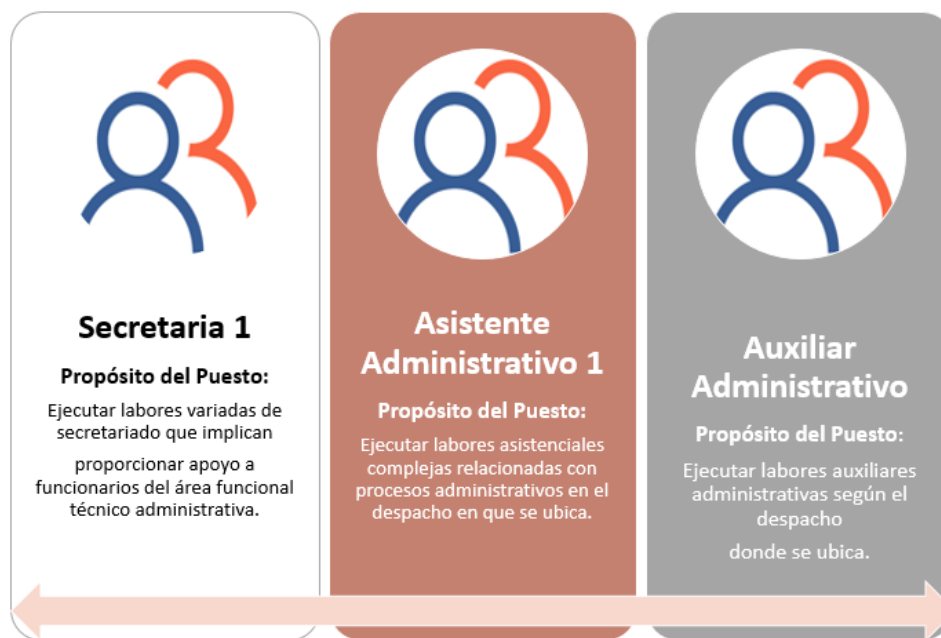 Secretaria 1
Propósito del Puesto:
Ejecutar labores variadas de
secretariado que implican
proporcionar apoyo a
funcionarios del área funcional
técnico administrativa.
Asistente
Administrativo 1
Propósito del Puesto:
Ejecutar labores asistenciales
complejas relacionadas con
procesos administrativos en el
despacho en que se ubica.
Auxiliar
Administrativo
Propósito del Puesto:
Ejecutar labores auxiliares
administrativas según el
despacho
donde se ubica.